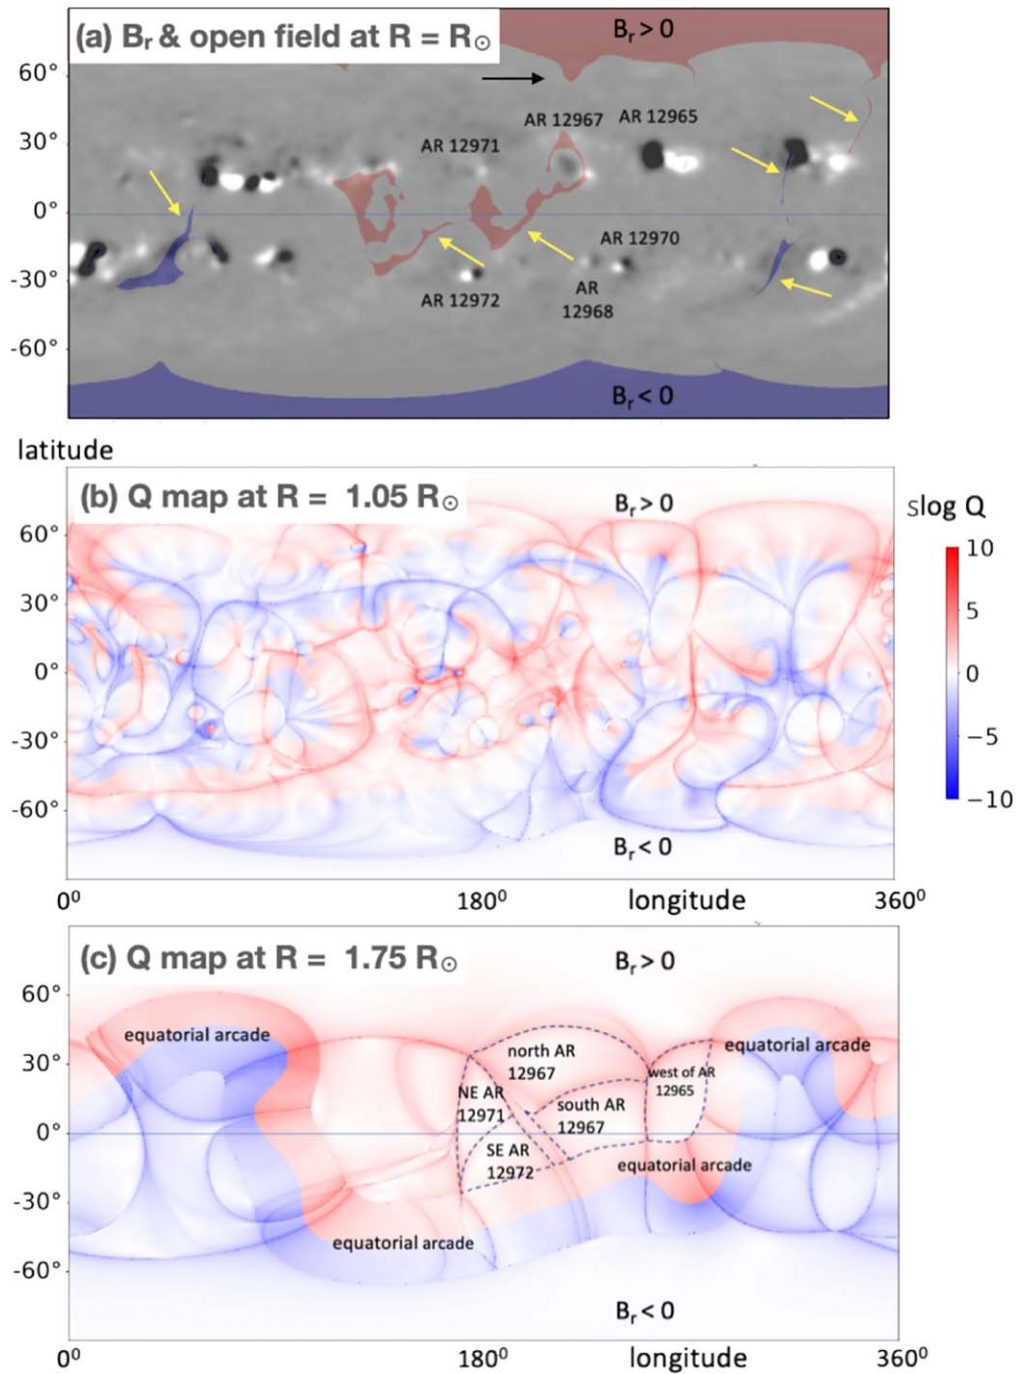 (a) Br & open field at R = R☉
Br > 0
60°
AR 12967 AR 12965
30°
AR 12971
0°
AR 12970
-30°
AR 12972
AR
12968
-60°
Br < 0
latitude
(b) Q map at R = 1.05 R☉
Br > 0
slog Q
60°
10
30°
5
0°
0
-30°
−5
-60°
−10
Br < 0
0⁰ 180⁰ longitude 360⁰
(c) Q map at R = 1.75 R☉
Br > 0
60°
equatorial arcade
equatorial arcade
30°
north AR
12967
west of AR
12965
NE AR
12971
south AR
12967
0°
SE AR
12972
equatorial arcade
-30°
equatorial arcade
-60°
Br < 0
0⁰ 180⁰ longitude 360⁰